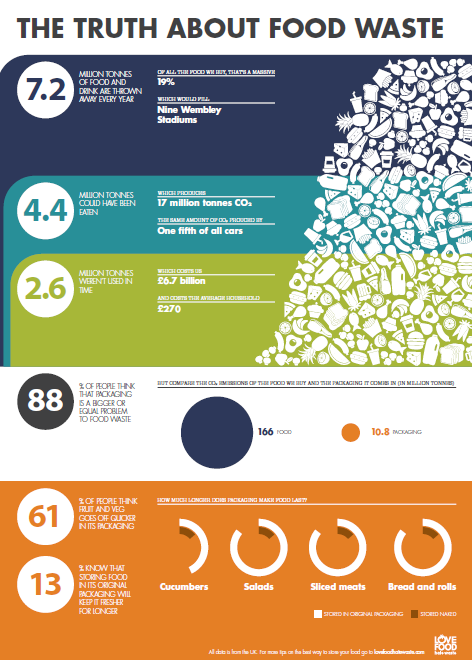 THE TRUTH ABOUT FOOD WASTE
7.2
MILLION TONNES
OF FOOD AND
DRINK ARE THROWN
AWAY EVERY YEAR
OF ALL THE FOOD WE BUY, THAT'S A MASSIVE
19%
WHICH WOULD FILL
Nine Wembley
Stadiums
4.4
MILLION TONNES
COULD HAVE BEEN
EATEN
WHICH PRODUCES
17 million tonnes CO₂
THE SAME AMOUNT OF CO₂ PRODUCED BY
One fifth of all cars
2.6
MILLION TONNES
WEREN'T USED IN
TIME
WHICH COSTS US
£6.7 billion
AND COSTS THE AVERAGE HOUSEHOLD
£270
88
% OF PEOPLE THINK
THAT PACKAGING
IS A BIGGER OR
EQUAL PROBLEM
TO FOOD WASTE
BUT COMPARE THE CO₂ EMISSIONS OF THE FOOD WE BUY AND THE PACKAGING IT COMES IN (IN MILLION TONNES)
166 FOOD
10.8 PACKAGING
61
% OF PEOPLE THINK
FRUIT AND VEG
GOES OFF QUICKER
IN ITS PACKAGING
13
% KNOW THAT
STORING FOOD
IN ITS ORIGINAL
PACKAGING WILL
KEEP IT FRESHER
FOR LONGER
HOW MUCH LONGER DOES PACKAGING MAKE FOOD LAST?
Cucumbers
Salads
Sliced meats
Bread and rolls
STORED IN ORIGINAL PACKAGING
STORED NAKED
All data is from the UK. For more tips on the best way to store your food go to lovefoodhatewaste.com
LOVE
FOOD
hate waste